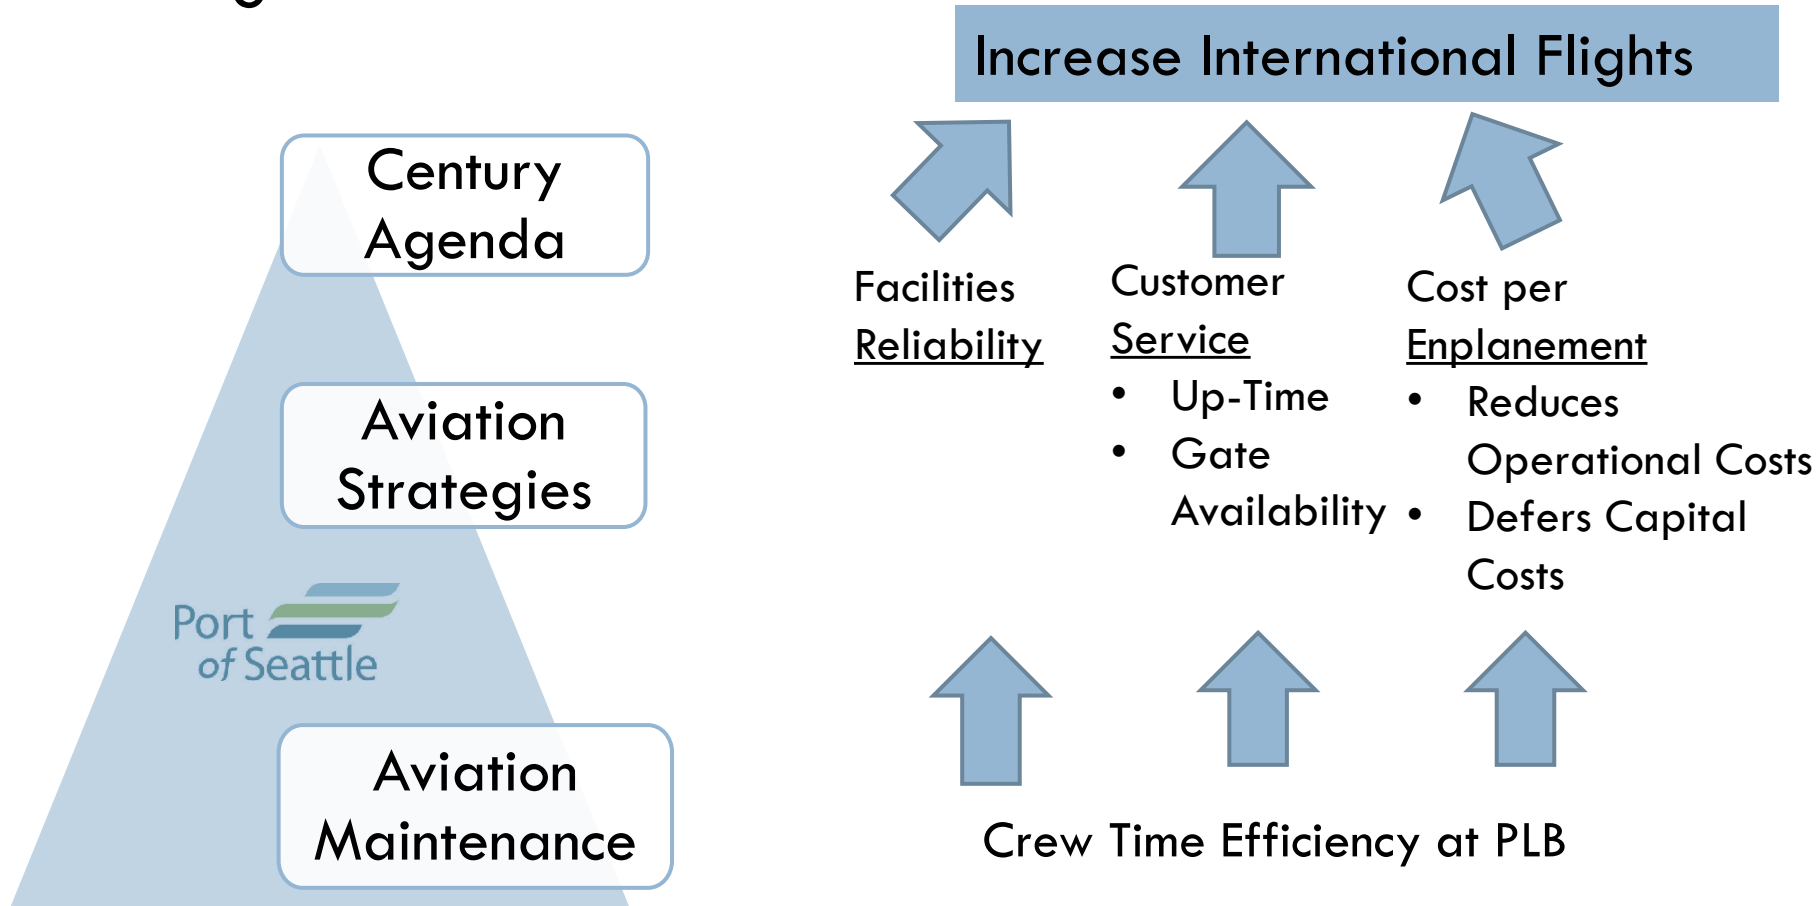 Increase International Flights
Century
Agenda
Aviation
Strategies
Port
of Seattle
Aviation
Maintenance
Facilities
Reliability
Customer
Service
• Up-Time
• Gate
Availability
Cost per
Enplanement
• Reduces
Operational Costs
• Defers Capital
Costs
Crew Time Efficiency at PLB